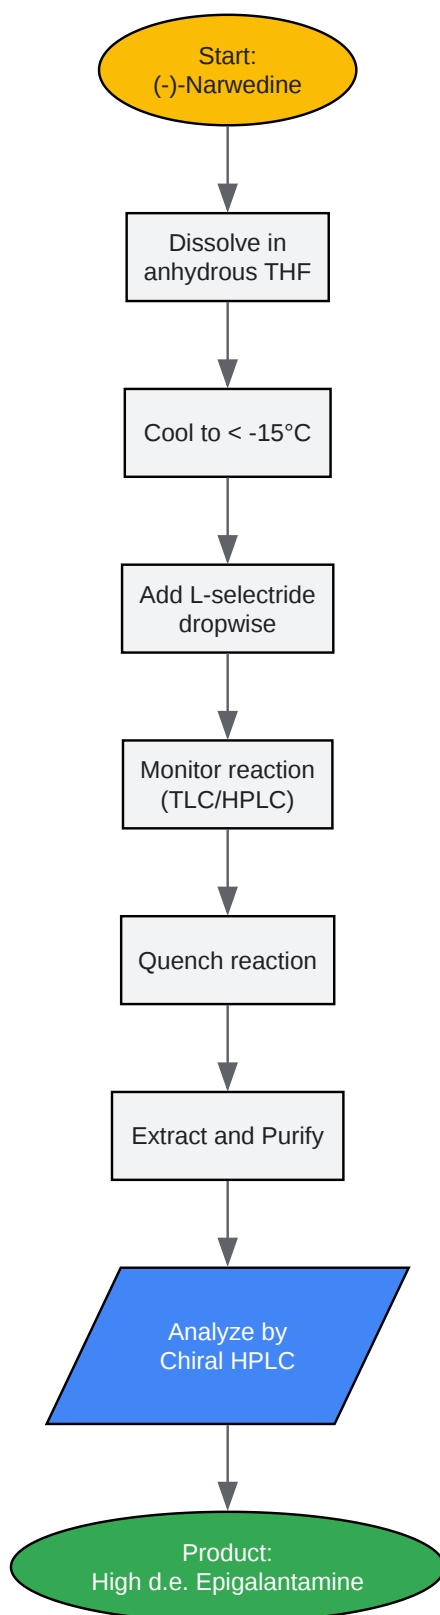 Start:
(-)-Narwedine
Dissolve in
anhydrous THF
Cool to < -15°C
Add L-selectride
dropwise
Monitor reaction
(TLC/HPLC)
Quench reaction
Extract and Purify
Analyze by
Chiral HPLC
Product:
High d.e. Epigalantamine